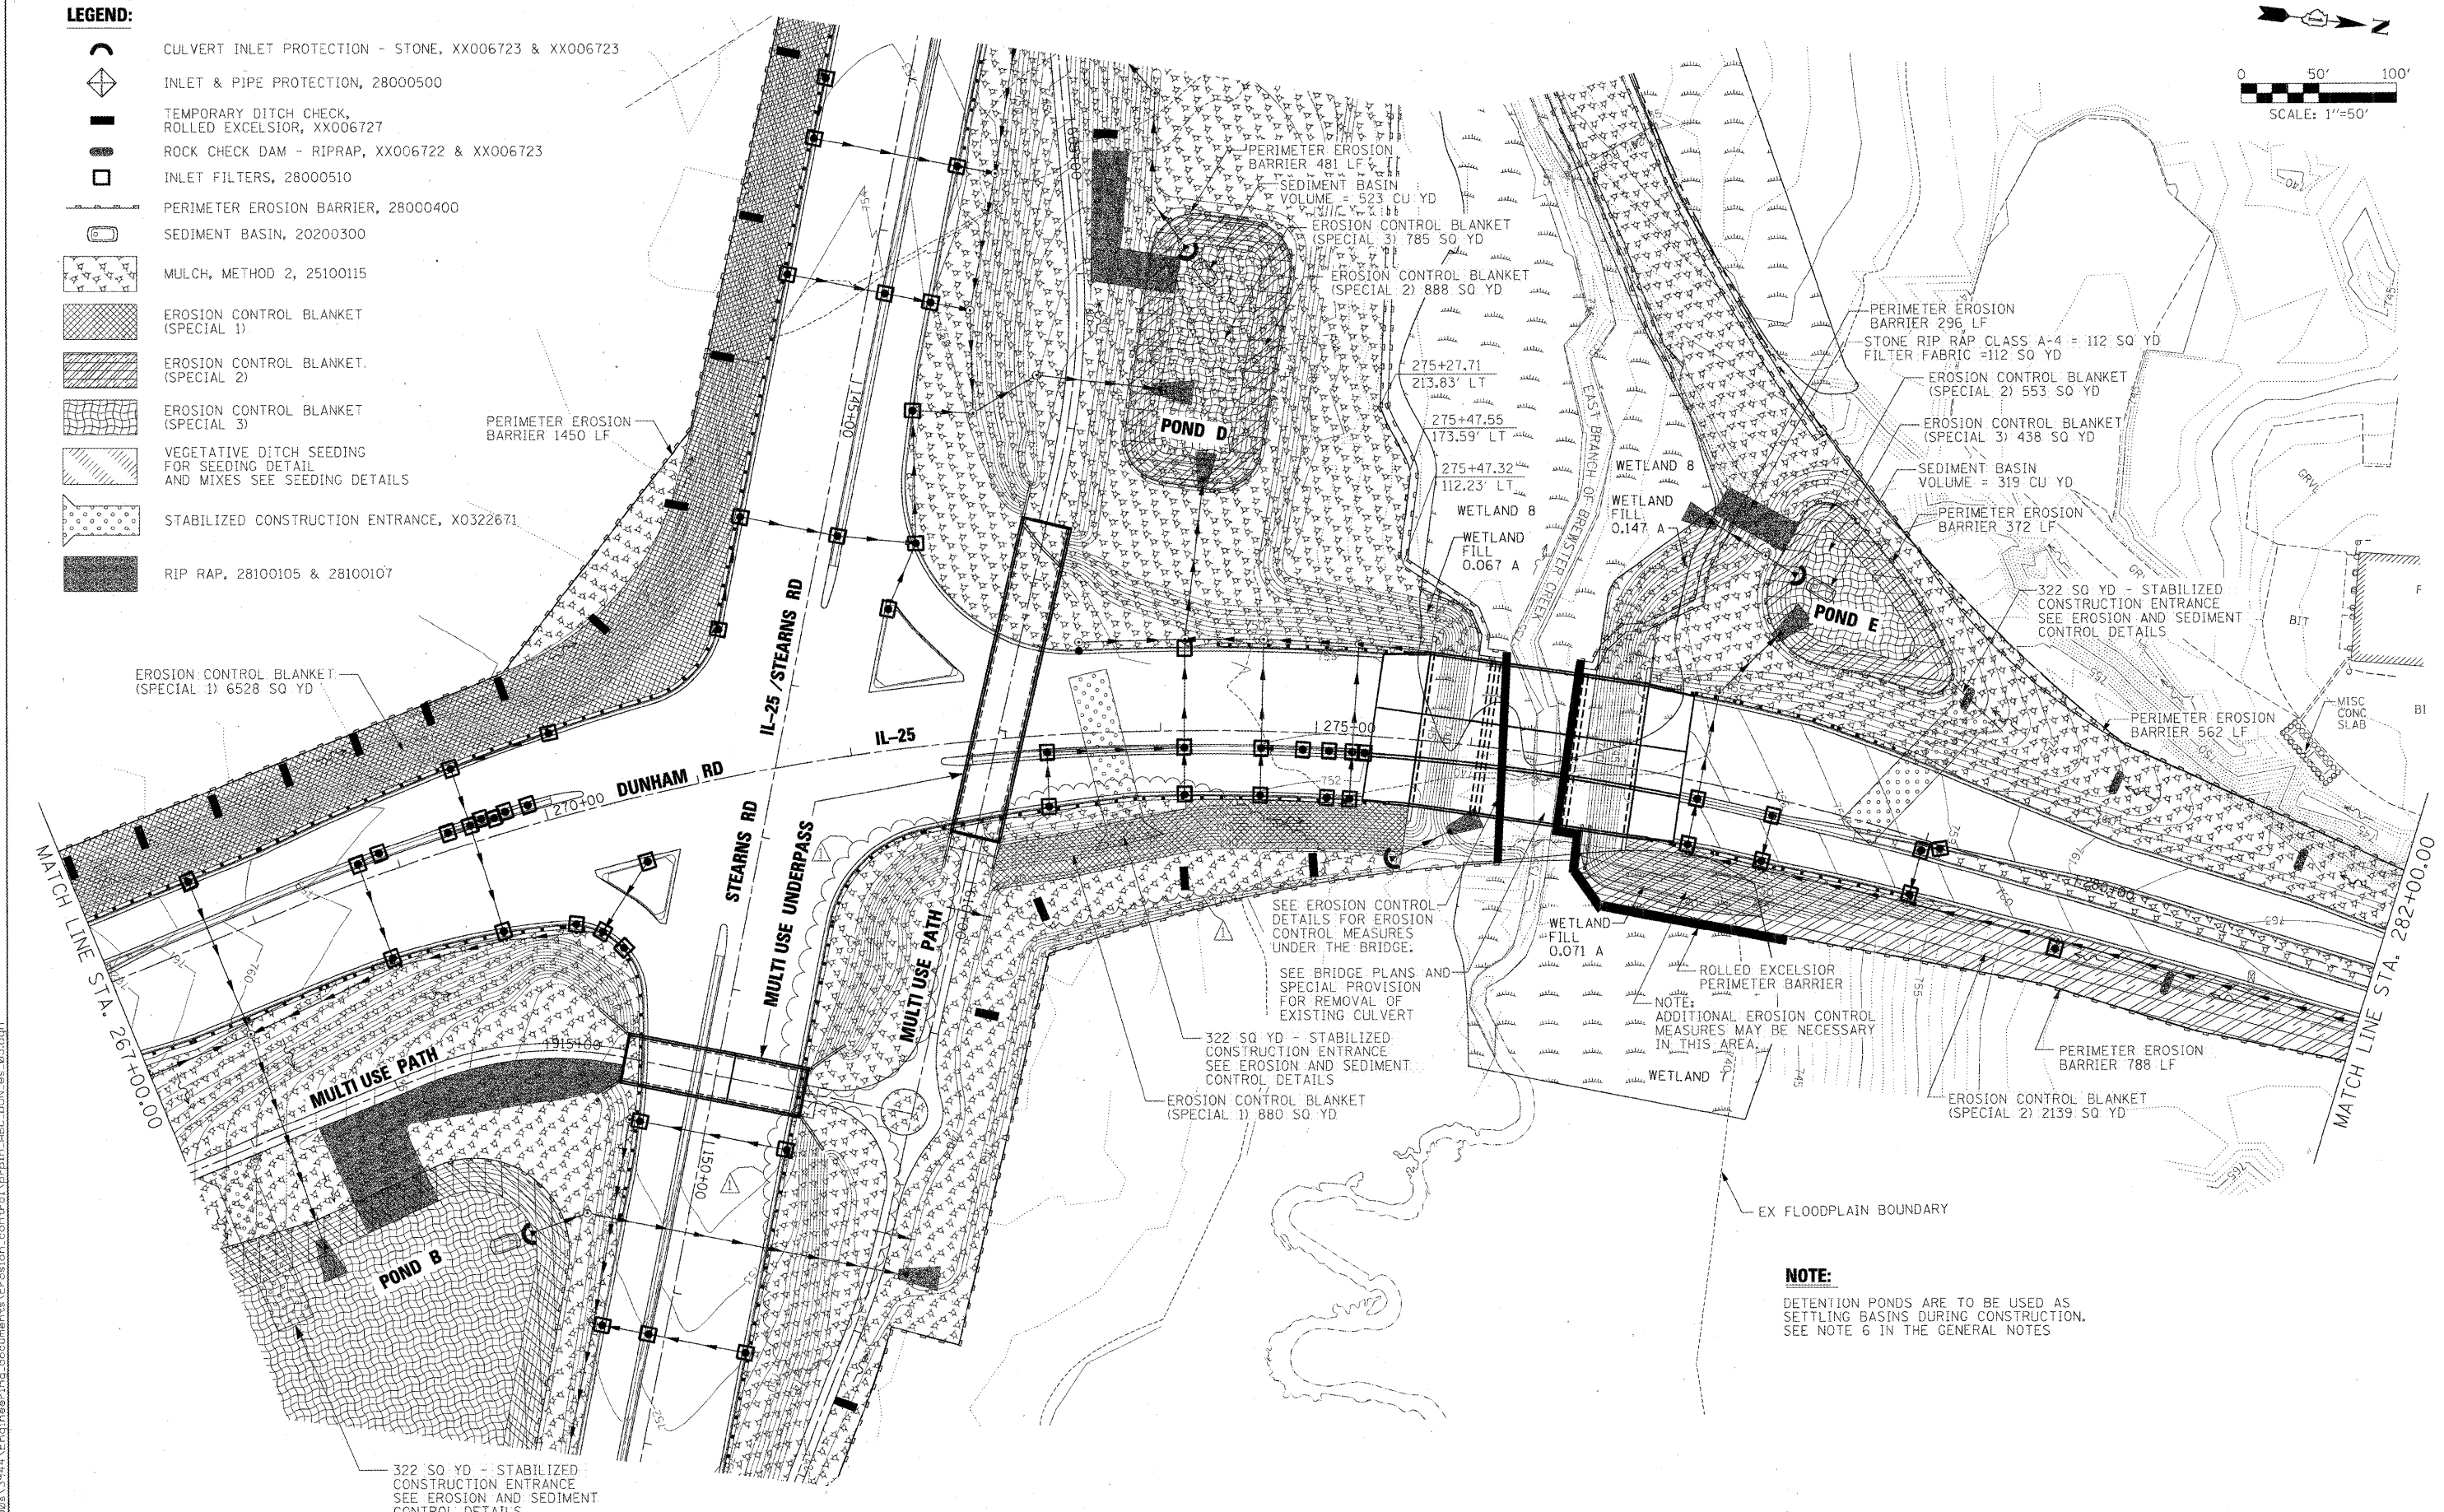 LEGEND:
CULVERT INLET PROTECTION - STONE, XX006723 & XX006723
INLET & PIPE PROTECTION, 28000500
TEMPORARY DITCH CHECK,
ROLLED EXCELSIOR, XX006727
ROCK CHECK DAM - RIPRAP, XX006722 & XX006723
INLET FILTERS, 28000510
PERIMETER EROSION BARRIER, 28000400
SEDIMENT BASIN, 20200300
MULCH, METHOD 2, 25100115
EROSION CONTROL BLANKET
(SPECIAL 1)
EROSION CONTROL BLANKET
(SPECIAL 2)
EROSION CONTROL BLANKET
(SPECIAL 3)
VEGETATIVE DITCH SEEDING
FOR SEEDING DETAIL
AND MIXES SEE SEEDING DETAILS
STABILIZED CONSTRUCTION ENTRANCE, X0322671
RIP RAP, 28100105 & 28100107
N
0 50' 100'
SCALE: 1"=50'
PERIMETER EROSION
BARRIER 481 LF
SEDIMENT BASIN
VOLUME = 523 CU YD
EROSION CONTROL BLANKET
(SPECIAL 3) 785 SQ YD
EROSION CONTROL BLANKET
(SPECIAL 2) 888 SQ YD
275+27.71
213.83' LT
275+47.55
173.59' LT
275+47.32
112.23' LT
WETLAND 8
WETLAND
FILL
0.067 A
EAST BRANCH OF BREWSTER CREEK
WETLAND 8
WETLAND
FILL
0.147 A
PERIMETER EROSION
BARRIER 296 LF
STONE RIP RAP CLASS A-4 = 112 SQ YD
FILTER FABRIC =112 SQ YD
EROSION CONTROL BLANKET
(SPECIAL 2) 553 SQ YD
EROSION CONTROL BLANKET
(SPECIAL 3) 438 SQ YD
SEDIMENT BASIN
VOLUME = 319 CU YD
PERIMETER EROSION
BARRIER 372 LF
322 SQ YD - STABILIZED
CONSTRUCTION ENTRANCE
SEE EROSION AND SEDIMENT
CONTROL DETAILS
PERIMETER EROSION
BARRIER 562 LF
MISC
CONC
SLAB
BIT
BI
GRVL
GRVL
740
745
755
750
POND D
POND E
PERIMETER EROSION
BARRIER 1450 LF
EROSION CONTROL BLANKET
(SPECIAL 1) 6528 SQ YD
145+00
IL-25 /STEARNS RD
IL-25
275+00
752
DUNHAM RD
270+00
STEARNS RD
MULTI USE UNDERPASS
MULTI USE PATH
MATCH LINE STA. 267+00.00
MATCH LINE STA. 282+00.00
280+00
760
915+00
MULTI USE PATH
POND B
150+00
322 SQ YD - STABILIZED
CONSTRUCTION ENTRANCE
SEE EROSION AND SEDIMENT
CONTROL DETAILS
SEE EROSION CONTROL
DETAILS FOR EROSION
CONTROL MEASURES
UNDER THE BRIDGE.
SEE BRIDGE PLANS AND
SPECIAL PROVISION
FOR REMOVAL OF
EXISTING CULVERT
322 SQ YD - STABILIZED
CONSTRUCTION ENTRANCE
SEE EROSION AND SEDIMENT
CONTROL DETAILS
EROSION CONTROL BLANKET
(SPECIAL 1) 880 SQ YD
WETLAND
FILL
0.071 A
ROLLED EXCELSIOR
PERIMETER BARRIER
NOTE:
ADDITIONAL EROSION CONTROL
MEASURES MAY BE NECESSARY
IN THIS AREA.
WETLAND 7
745
755
PERIMETER EROSION
BARRIER 788 LF
EROSION CONTROL BLANKET
(SPECIAL 2) 2139 SQ YD
765
EX FLOODPLAIN BOUNDARY
NOTE:
DETENTION PONDS ARE TO BE USED AS
SETTLING BASINS DURING CONSTRUCTION.
SEE NOTE 6 IN THE GENERAL NOTES